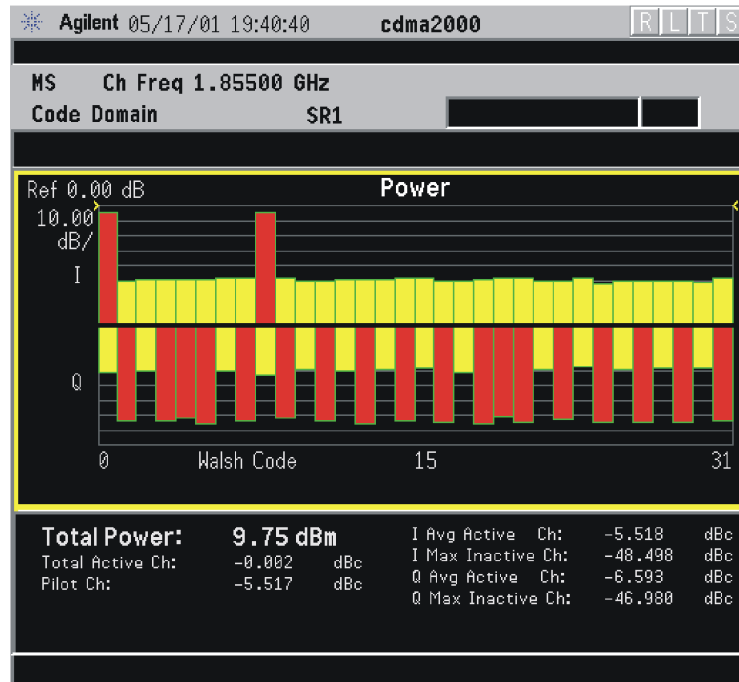 Agilent 05/17/01 19:40:40 cdma2000 R L T S
MS Ch Freq 1.85500 GHz
Code Domain SR1
Ref 0.00 dB Power
10.00
dB/
I
Q
0 Walsh Code 15 31
Total Power: 9.75 dBm
Total Active Ch: -0.002 dBc
Pilot Ch: -5.517 dBc
I Avg Active Ch: -5.518 dBc
I Max Inactive Ch: -48.498 dBc
Q Avg Active Ch: -6.593 dBc
Q Max Inactive Ch: -46.980 dBc